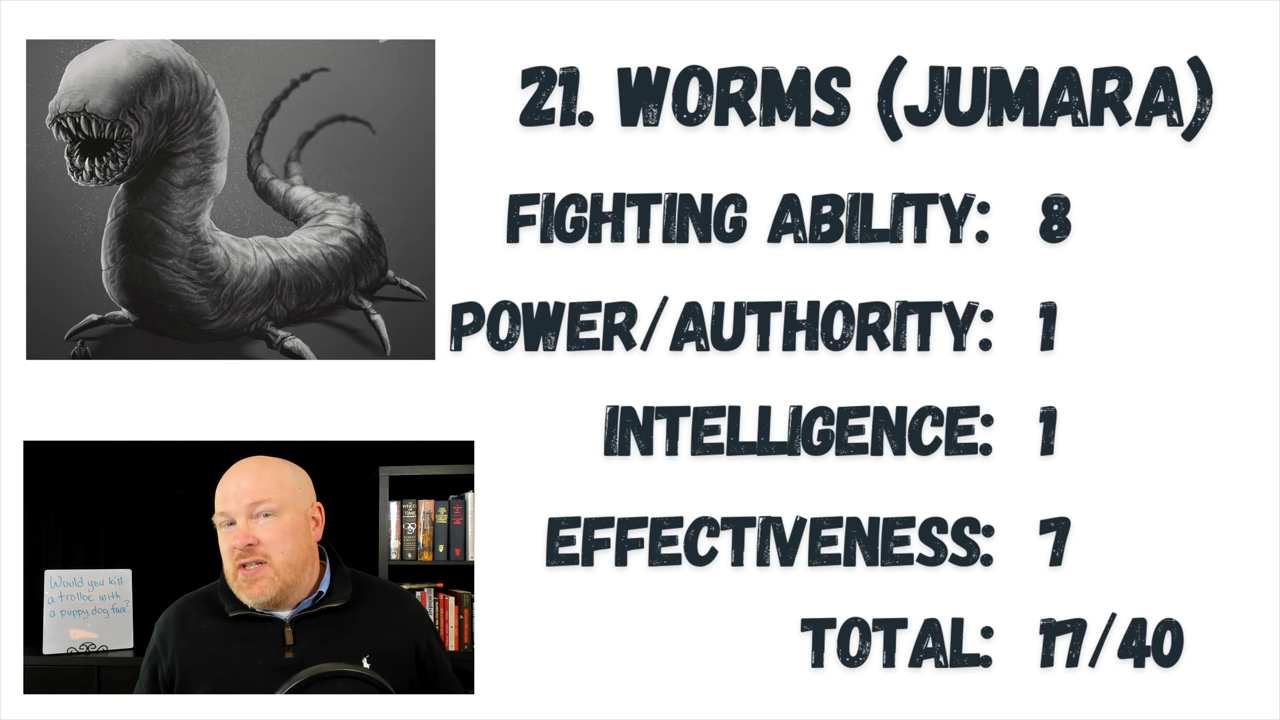 21. WORMS (JUMARA)
FIGHTING ABILITY: 8
POWER/AUTHORITY: 1
INTELLIGENCE: 1
EFFECTIVENESS: 7
TOTAL: 17/40
Would you kill
a trolloc with
a puppy dog face?